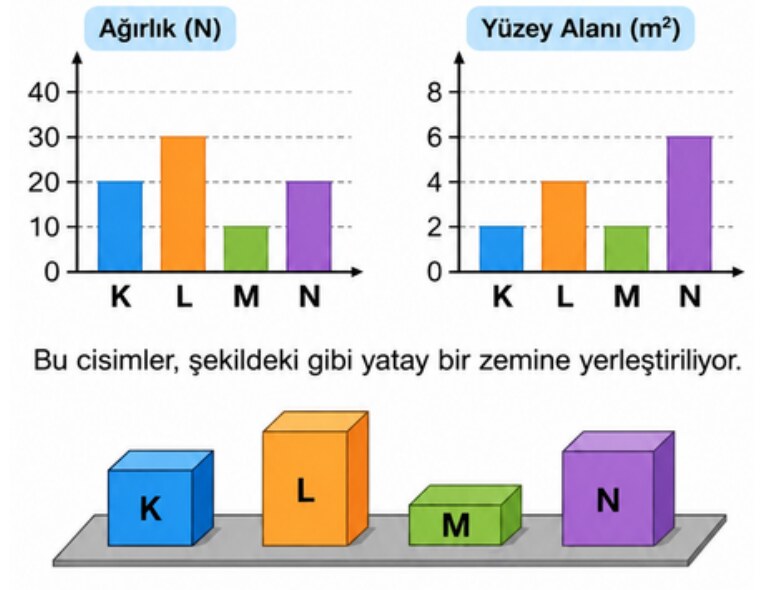 Ağırlık (N)
40
30
20
10
0
K L M N
Yüzey Alanı (m²)
8
6
4
2
0
K L M N
Bu cisimler, şekildeki gibi yatay bir zemine yerleştiriliyor.
K L M N